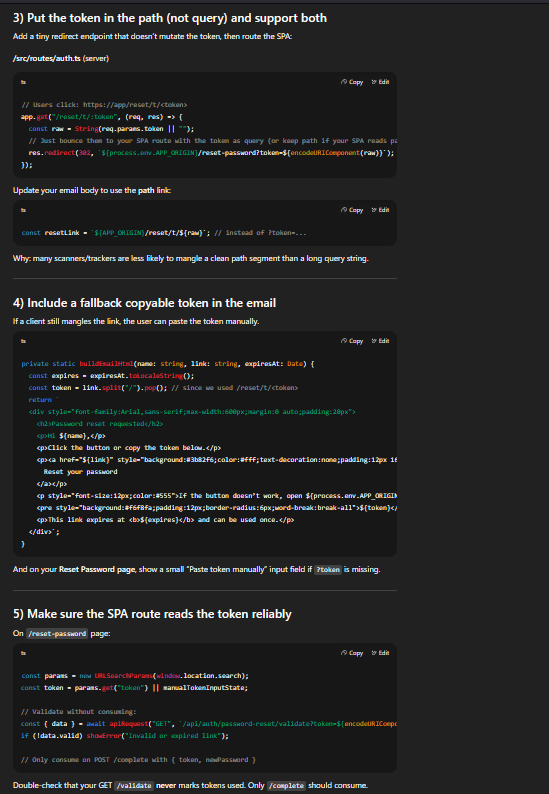 3) Put the token in the path (not query) and support both
Add a tiny redirect endpoint that doesn't mutate the token, then route the SPA:
/src/routes/auth.ts (server)
ts
Copy
Edit
// Users click: https://app/reset/t/<token>
app.get("/reset/t/:token", (req, res) => {
const raw = String(req.params.token || "");
// Just bounce them to your SPA route with the token as query (or keep path if your SPA reads pa
res.redirect(302, `${process.env.APP_ORIGIN}/reset-password?token=${encodeURIComponent(raw)}`);
});
Update your email body to use the path link:
ts
Copy
Edit
const resetLink = `${APP_ORIGIN}/reset/t/${raw}`; // instead of ?token=...
Why: many scanners/trackers are less likely to mangle a clean path segment than a long query string.
4) Include a fallback copyable token in the email
If a client still mangles the link, the user can paste the token manually.
ts
Copy
Edit
private static buildEmailHtml(name: string, link: string, expiresAt: Date) {
const expires = expiresAt.toLocaleString();
const token = link.split("/").pop(); // since we used /reset/t/<token>
return `
<div style="font-family:Arial,sans-serif;max-width:600px;margin:0 auto;padding:20px">
<h2>Password reset requested</h2>
<p>Hi ${name},</p>
<p>Click the button or copy the token below.</p>
<p><a href="${link}" style="background:#3b82f6;color:#fff;text-decoration:none;padding:12px 16
Reset your password
</a></p>
<p style="font-size:12px;color:#555">If the button doesn't work, open ${process.env.APP_ORIGIN
<pre style="background:#f6f8fa;padding:12px;border-radius:6px;word-break:break-all">${token}</
<p>This link expires at <b>${expires}</b> and can be used once.</p>
</div>`;
}
And on your Reset Password page, show a small "Paste token manually" input field if ?token is missing.
5) Make sure the SPA route reads the token reliably
On /reset-password page:
ts
Copy
Edit
const params = new URLSearchParams(window.location.search);
const token = params.get("token") || manualTokenInputState;
// Validate without consuming:
const { data } = await apiRequest("GET", `/api/auth/password-reset/validate?token=${encodeURICompo
if (!data.valid) showError("Invalid or expired link");
// Only consume on POST /complete with { token, newPassword }
Double-check that your GET /validate never marks tokens used. Only /complete should consume.